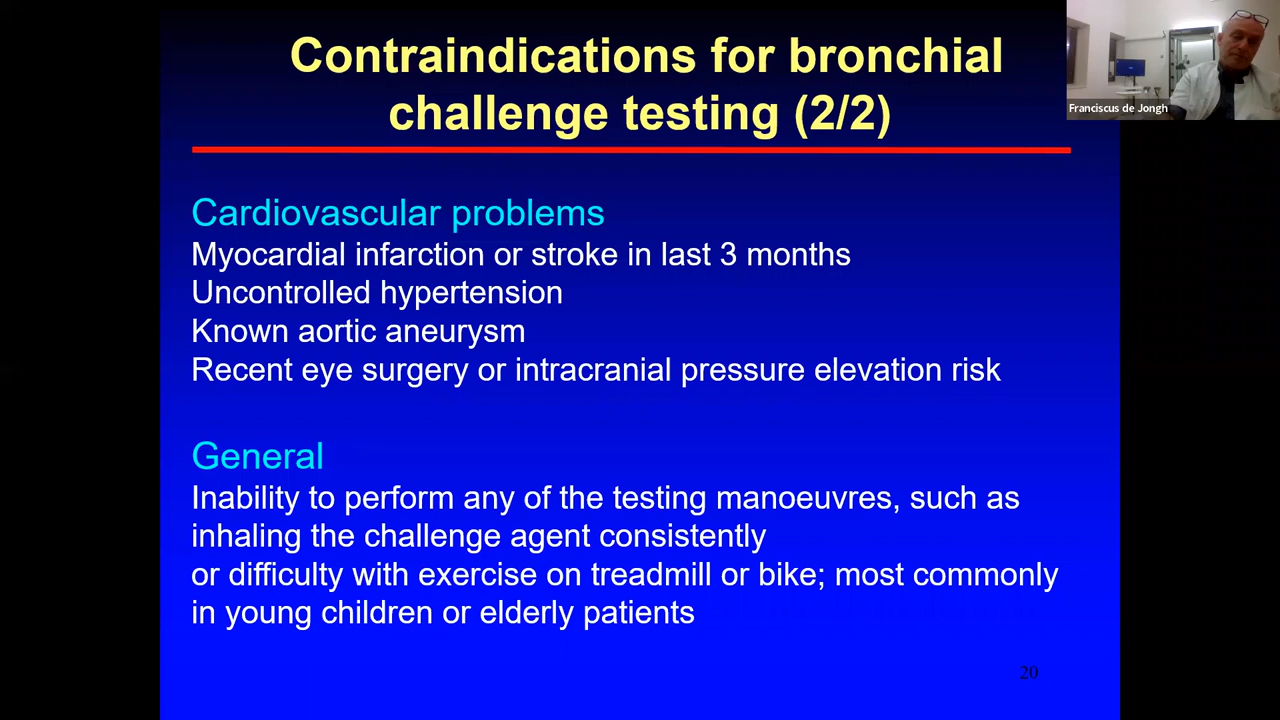 Contraindications for bronchial
challenge testing (2/2)
Franciscus de Jongh
Cardiovascular problems
Myocardial infarction or stroke in last 3 months
Uncontrolled hypertension
Known aortic aneurysm
Recent eye surgery or intracranial pressure elevation risk
General
Inability to perform any of the testing manoeuvres, such as
inhaling the challenge agent consistently
or difficulty with exercise on treadmill or bike; most commonly
in young children or elderly patients
20